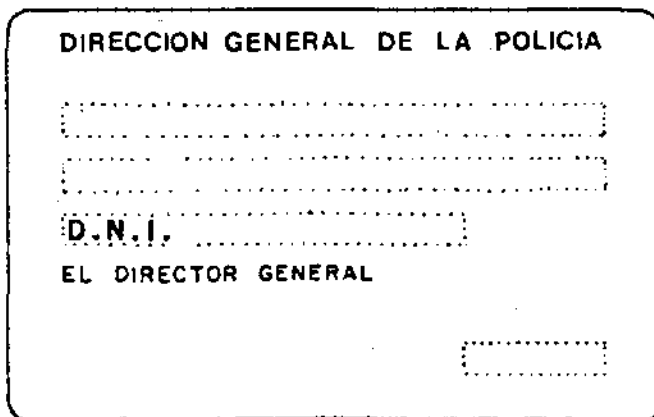 DIRECCION GENERAL DE LA POLICIA
D.N.I.
EL DIRECTOR GENERAL